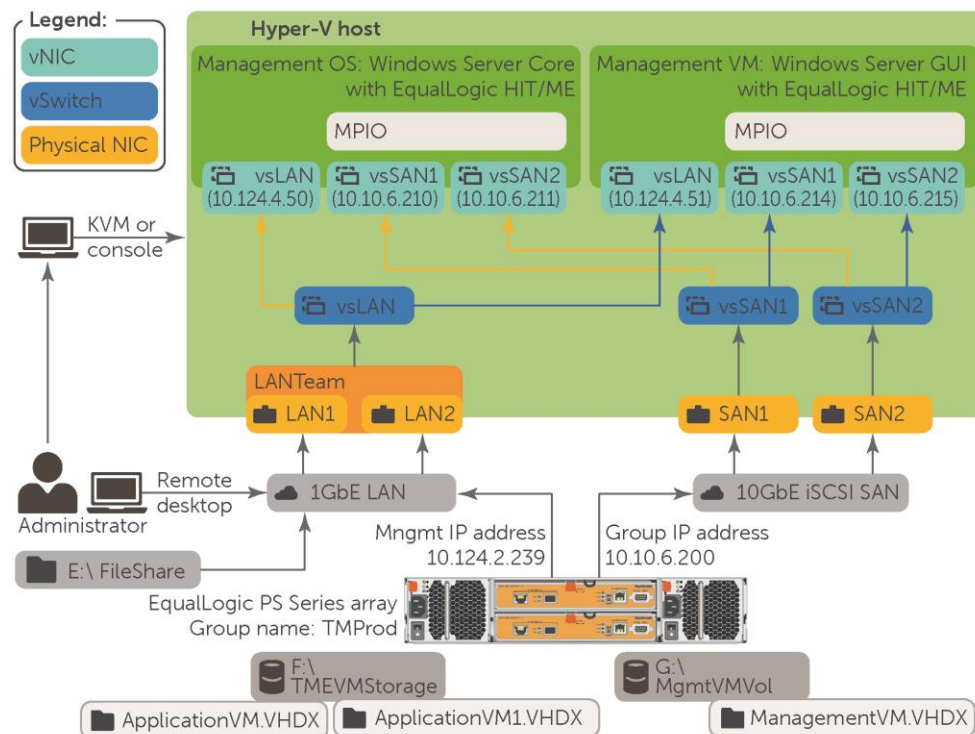 Legend:
vNIC
vSwitch
Physical NIC
Hyper-V host
Management OS: Windows Server Core
with EqualLogic HIT/ME
MPIO
vsLAN
(10.124.4.50)
vsSAN1
(10.10.6.210)
vsSAN2
(10.10.6.211)
Management VM: Windows Server GUI
with EqualLogic HIT/ME
MPIO
vsLAN
(10.124.4.51)
vsSAN1
(10.10.6.214)
vsSAN2
(10.10.6.215)
KVM or
console
vsLAN
vsSAN1
vsSAN2
LANTeam
LAN1
LAN2
SAN1
SAN2
Administrator
Remote
desktop
1GbE LAN
10GbE iSCSI SAN
Mngmt IP address
10.124.2.239
Group IP address
10.10.6.200
E:\ FileShare
EqualLogic PS Series array
Group name: TMProd
F:\
TMEVMStorage
G:\
MgmtVMVol
ApplicationVM.VHDX
ApplicationVM1.VHDX
ManagementVM.VHDX